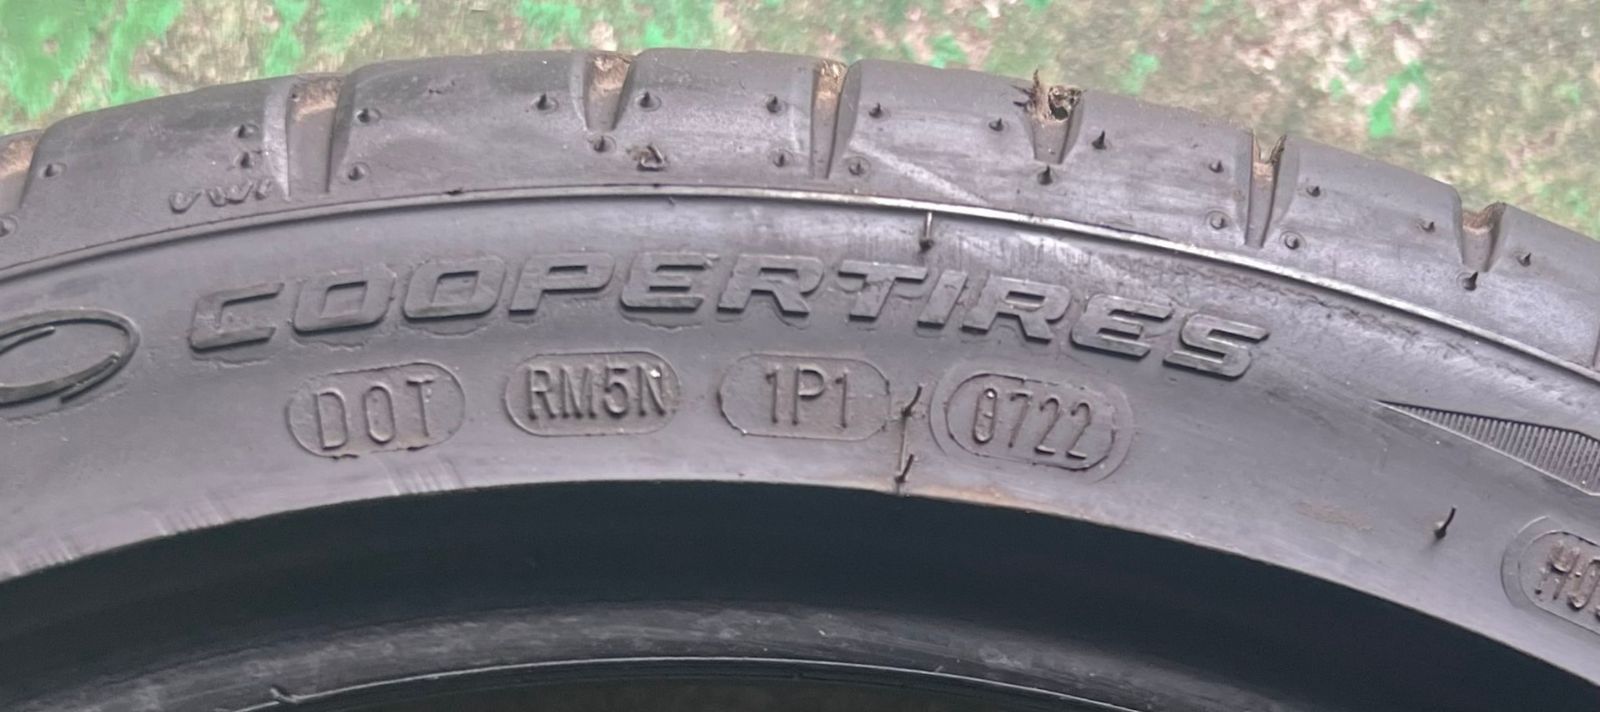 COOPERTIRES
DOT RM5N 1P1 0722